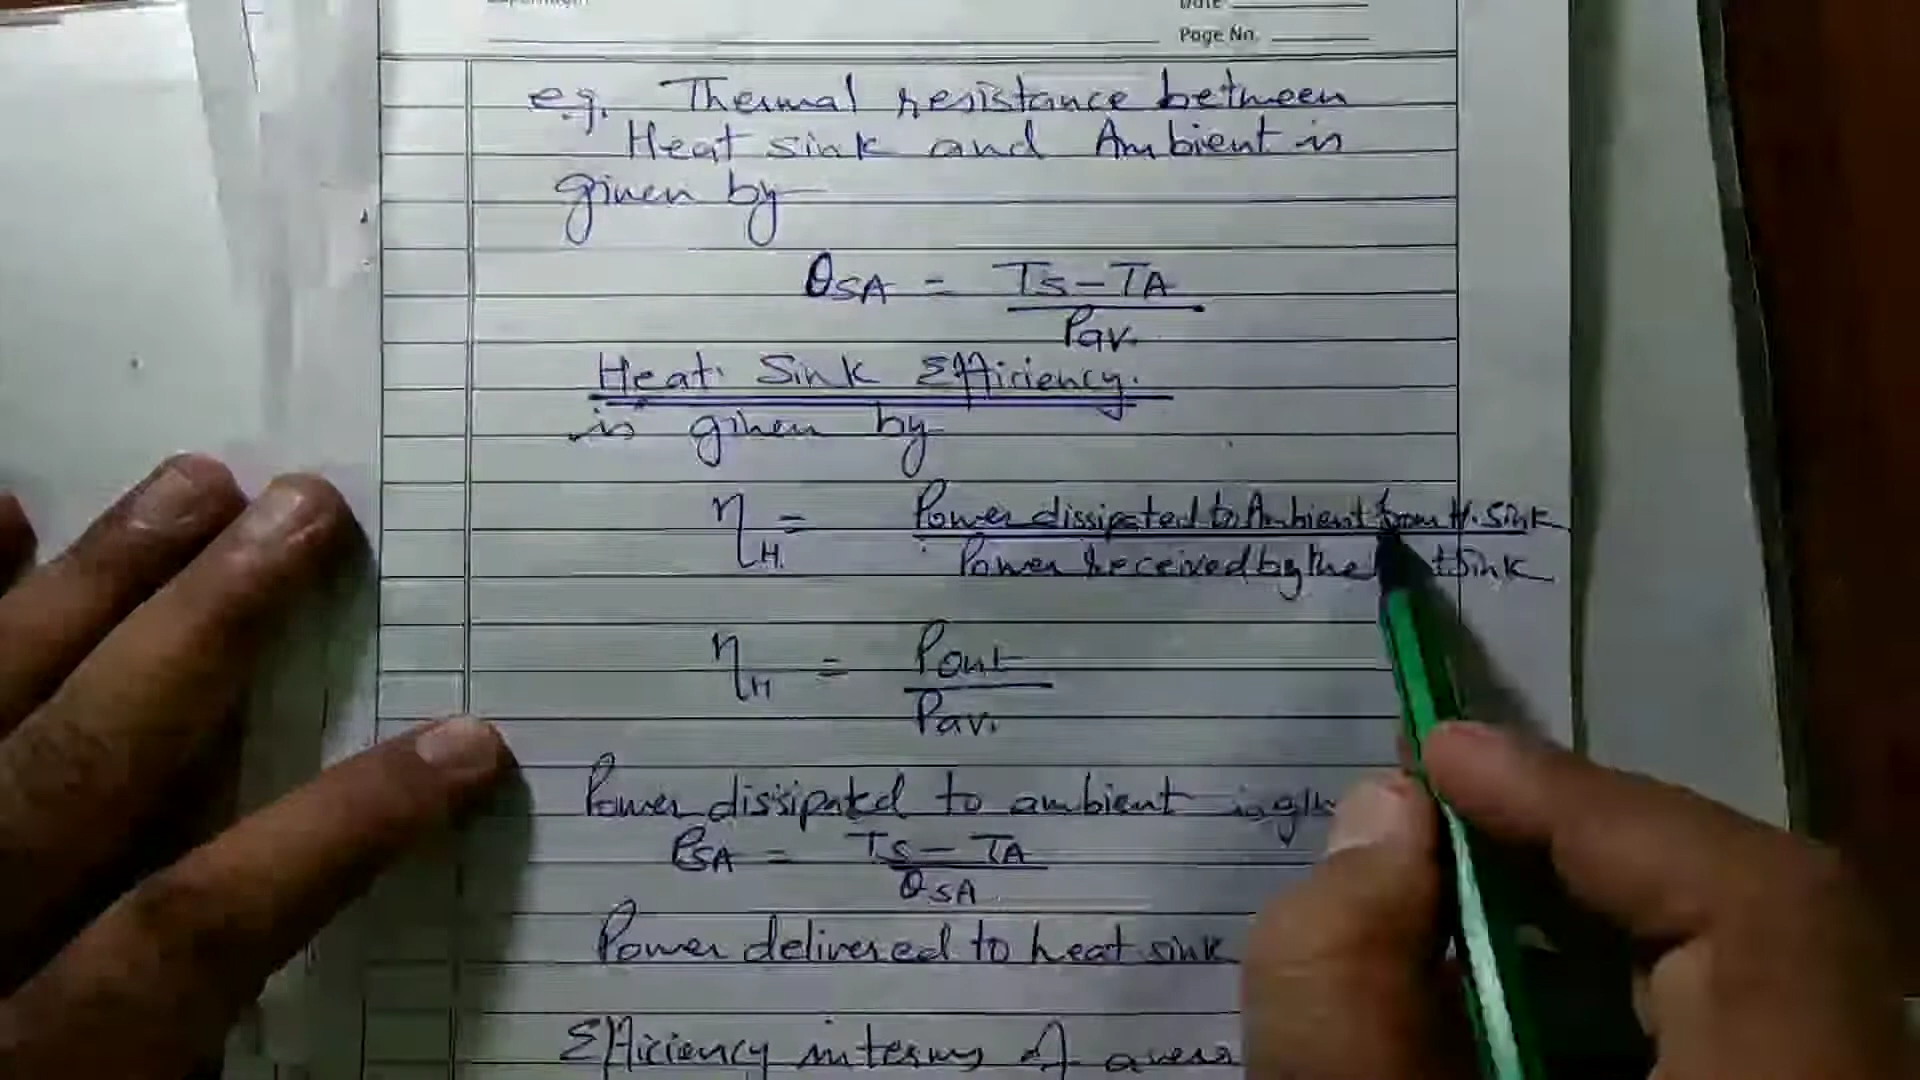 Date
Page No.
e.g. Thermal resistance between
Heat sink and Ambient is
given by
θSA = TS - TA
Pav.
Heat Sink Efficiency.
is given by
ηH = Power dissipated to Ambient from H. Sink
Power received by the Sink
ηH = Pout
Pav.
Power dissipated to ambient is
PSA = TS - TA
θSA
Power delivered to heat sink
Efficiency in terms of